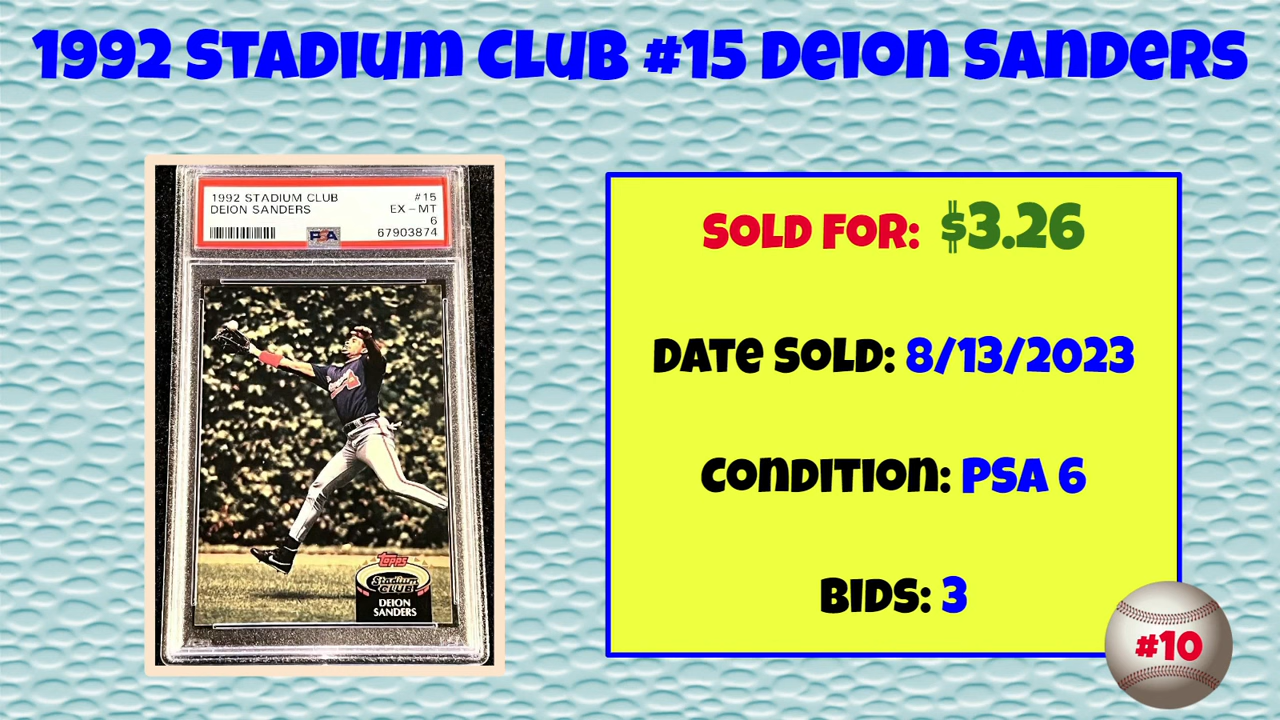 1992 STADIUM CLUB #15 DEION SANDERS
1992 STADIUM CLUB #15
DEION SANDERS EX - MT
6
PSA 67903874
Topps
Stadium
CLUB
DEION
SANDERS
SOLD FOR: $3.26
DATE SOLD: 8/13/2023
CONDITION: PSA 6
BIDS: 3
#10